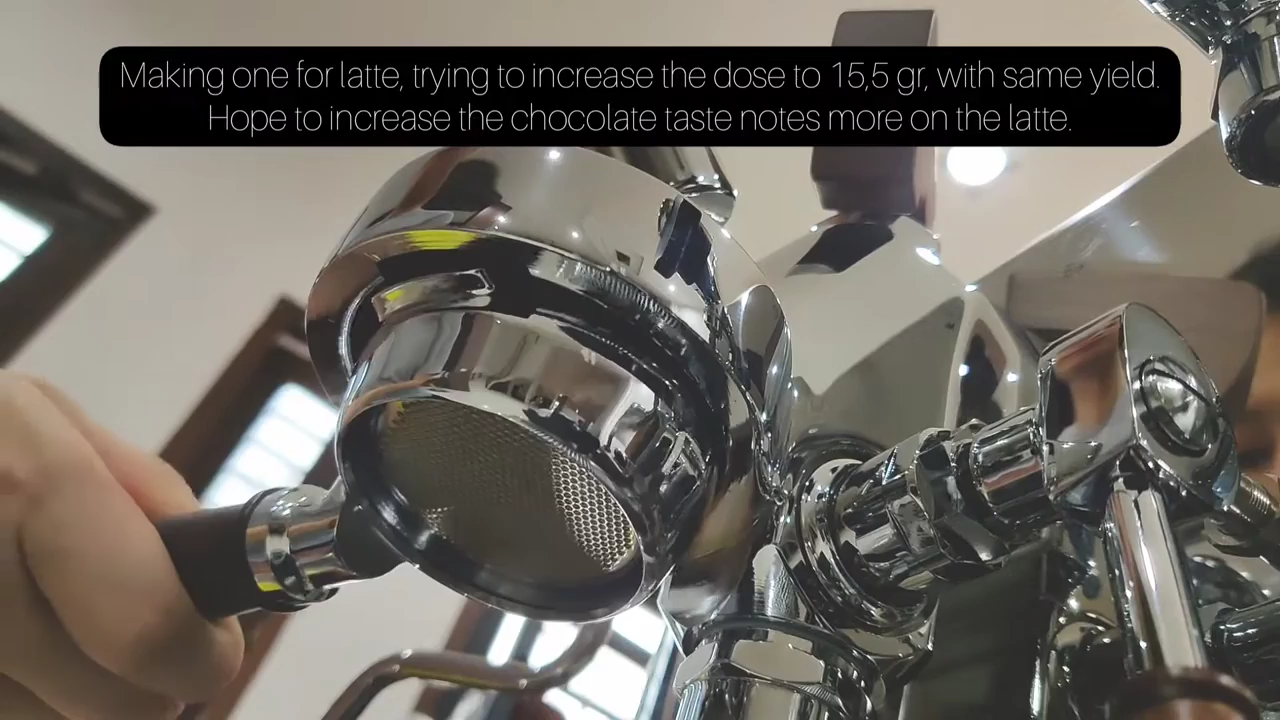 Making one for latte, trying to increase the dose to 15,5 gr, with same yield.
Hope to increase the chocolate taste notes more on the latte.